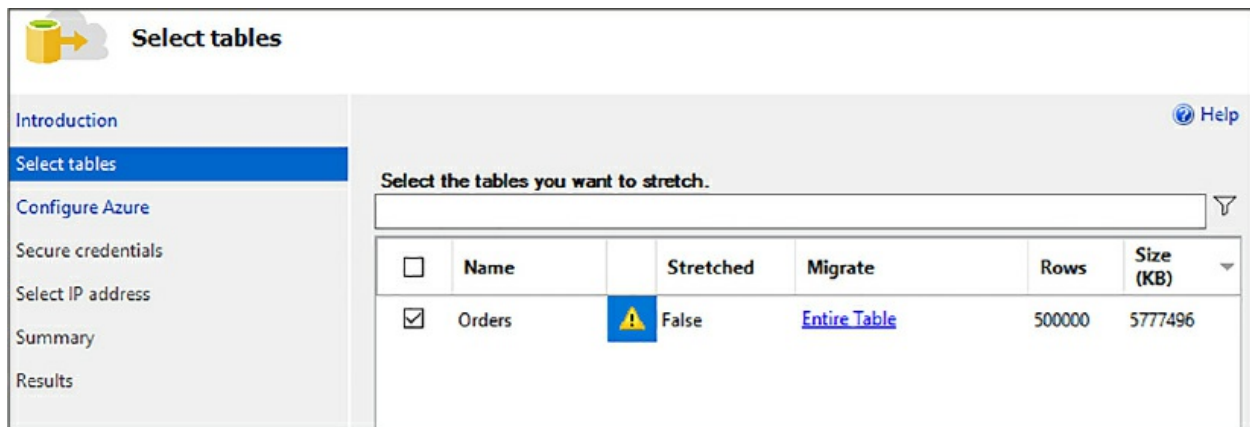 Select tables
Introduction
Help
Select tables
Select the tables you want to stretch.
Configure Azure
Secure credentials
Name Stretched Migrate Rows Size (KB)
Select IP address
Orders False Entire Table 500000 5777496
Summary
Results